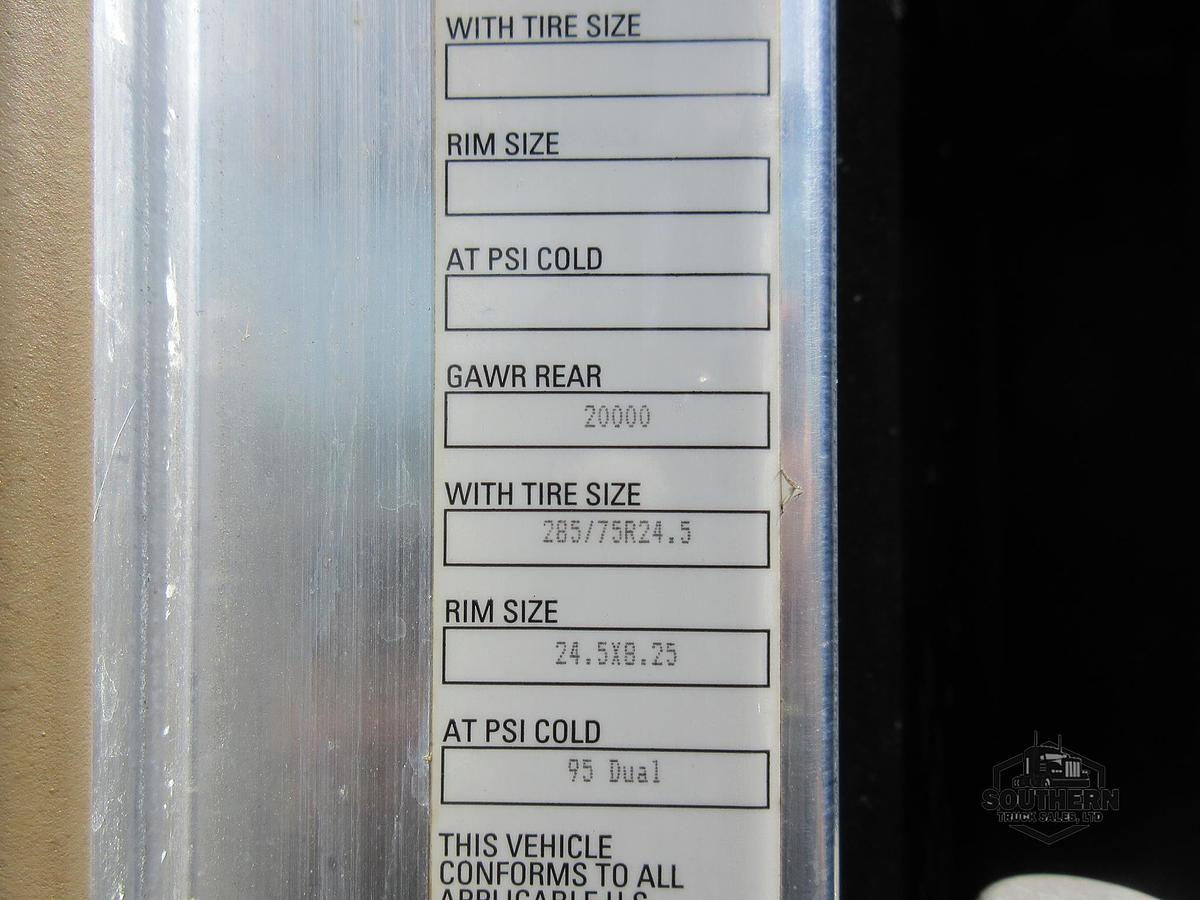 WITH TIRE SIZE
RIM SIZE
AT PSI COLD
GAWR REAR
20000
WITH TIRE SIZE
285/75R24.5
RIM SIZE
24.5X8.25
AT PSI COLD
95 Dual
THIS VEHICLE
CONFORMS TO ALL
APPLICABLE U.S.
SOUTHERN
TRUCK SALES, LTD